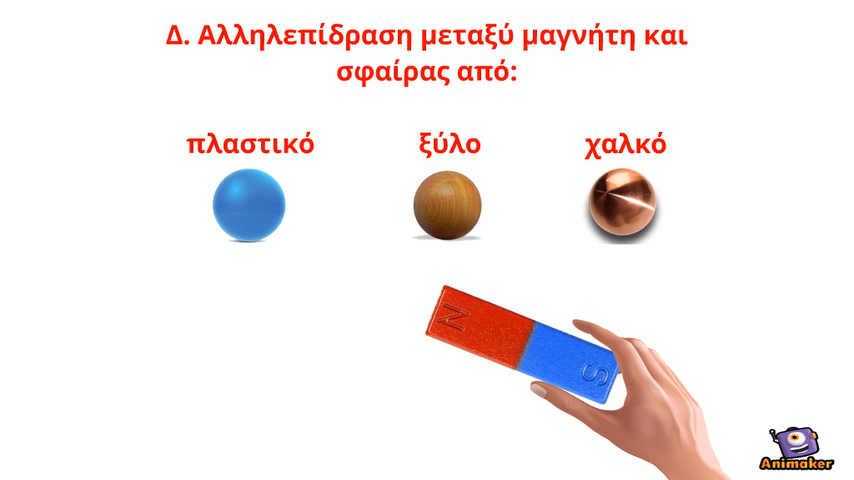 Δ. Αλληλεπίδραση μεταξύ μαγνήτη και
σφαίρας από:
πλαστικό
ξύλο
χαλκό
N
S
Animaker